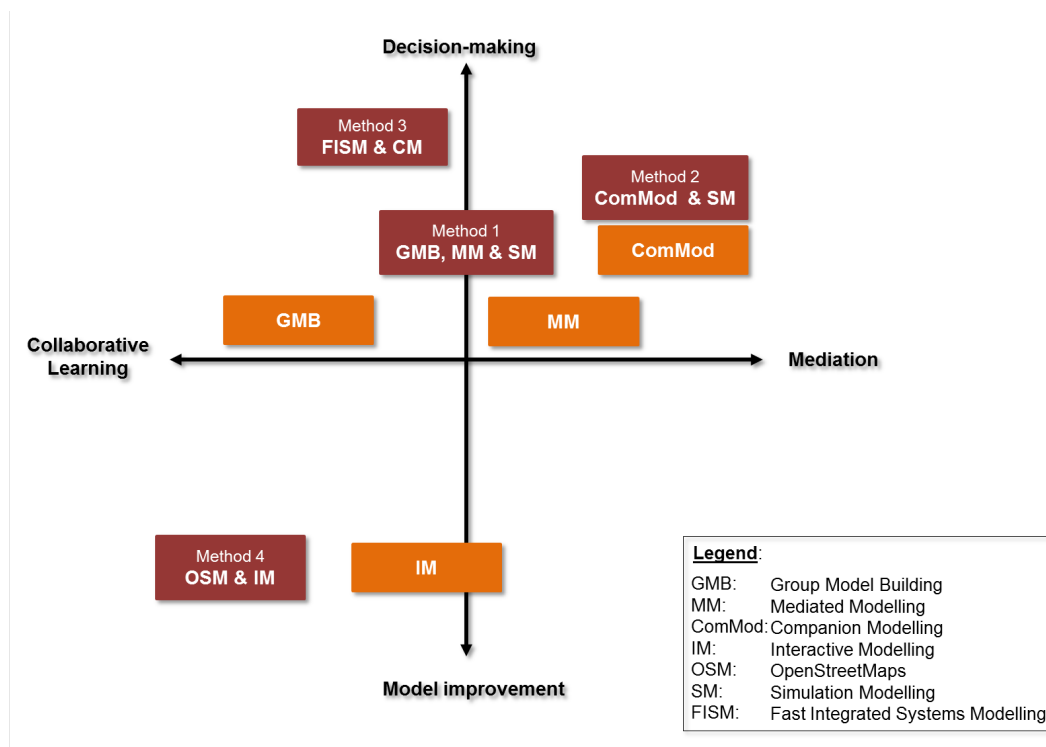 Decision-making
Method 3
FISM & CM
Method 2
ComMod & SM
Method 1
GMB, MM & SM
ComMod
GMB
MM
Collaborative
Learning
Mediation
Method 4
OSM & IM
IM
Model improvement
Legend:
GMB: Group Model Building
MM: Mediated Modelling
ComMod: Companion Modelling
IM: Interactive Modelling
OSM: OpenStreetMaps
SM: Simulation Modelling
FISM: Fast Integrated Systems Modelling